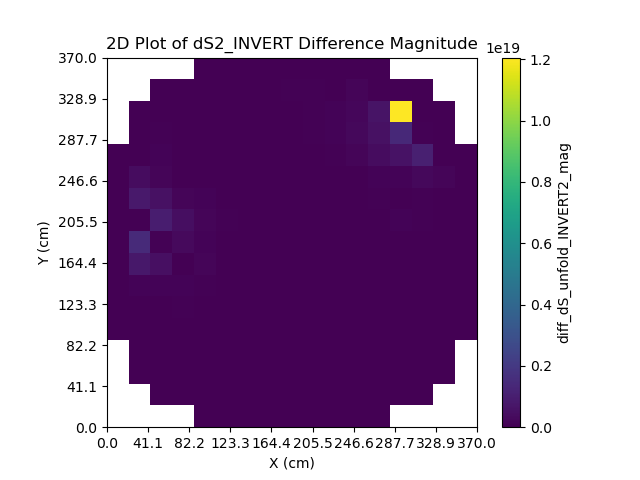 2D Plot of dS2_INVERT Difference Magnitude
1e19
370.0
328.9
287.7
246.6
205.5
164.4
123.3
82.2
41.1
0.0
Y (cm)
0.0 41.1 82.2 123.3 164.4 205.5 246.6 287.7 328.9 370.0
X (cm)
1.2
1.0
0.8
0.6
0.4
0.2
0.0
diff_dS_unfold_INVERT2_mag